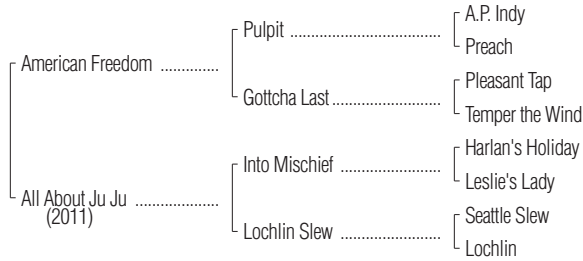 A.P. Indy
Pulpit ..............................
Preach
American Freedom ..............
Pleasant Tap
Gottcha Last.....................
Temper the Wind
Harlan's Holiday
Into Mischief .....................
Leslie's Lady
All About Ju Ju ....................
(2011)
Seattle Slew
Lochlin Slew .....................
Lochlin